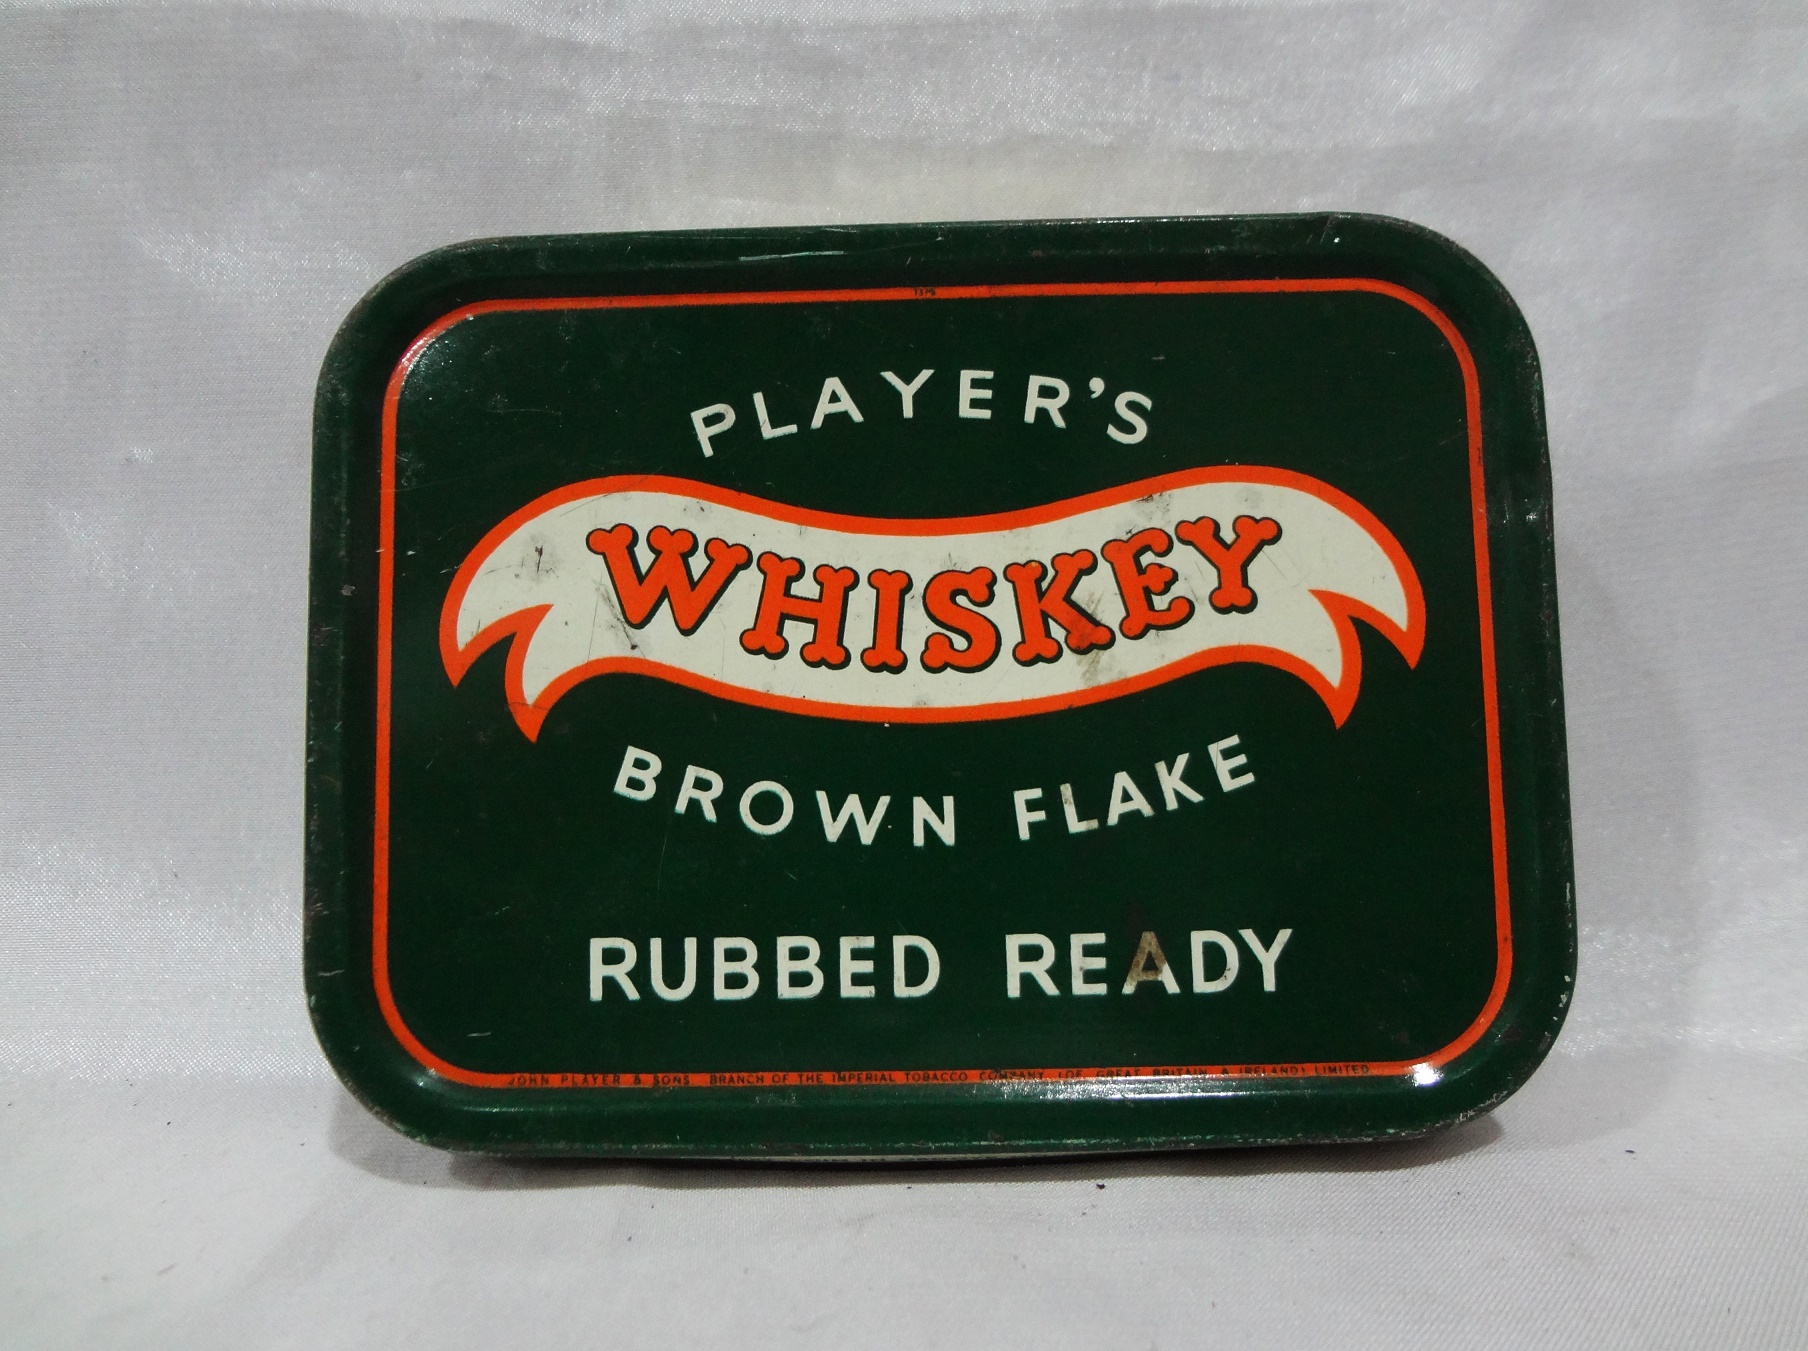 PLAYER'S
WHISKEY
BROWN FLAKE
RUBBED READY
JOHN PLAYER & SONS BRANCH OF THE IMPERIAL TOBACCO COMPANY (OF GREAT BRITAIN & IRELAND) LIMITED